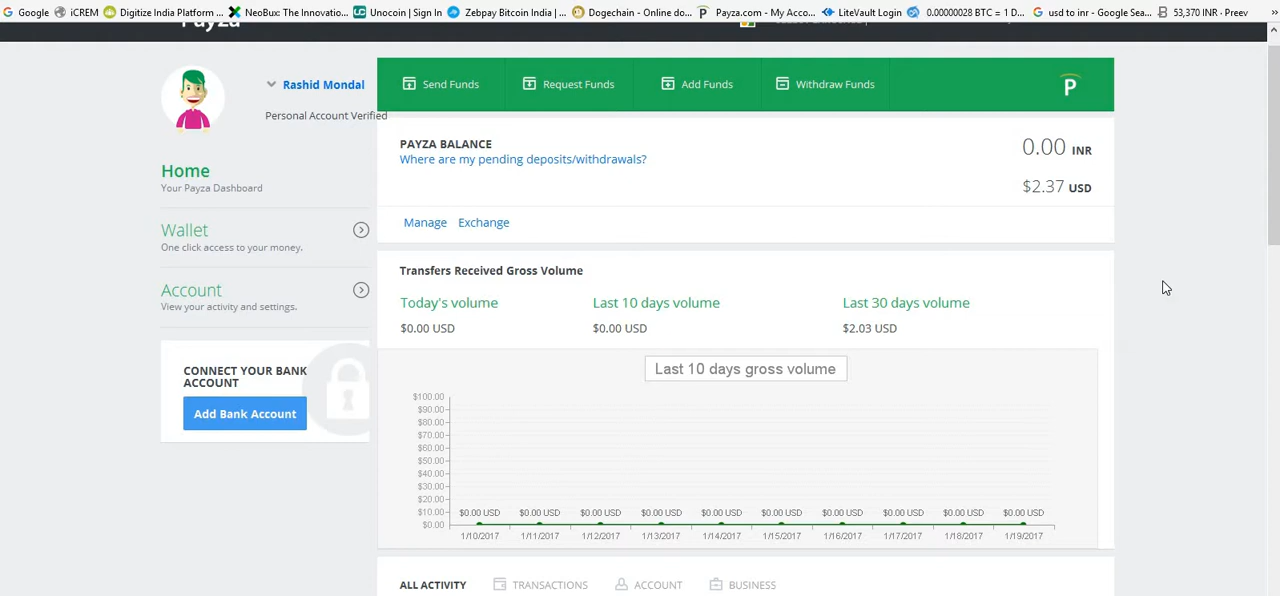 Google iCREM Digitize India Platform ... NeoBux: The Innovatio... Unocoin | Sign In Zebpay Bitcoin India | ... Dogechain - Online do... Payza.com - My Acc... LiteVault Login 0.00000028 BTC = 1 D... usd to inr - Google Sea... 53,370 INR · Preev »
Payza
Rashid Mondal
Personal Account Verified
Send Funds Request Funds Add Funds Withdraw Funds
P
PAYZA BALANCE
Where are my pending deposits/withdrawals?
0.00 INR
$2.37 USD
Manage Exchange
Home
Your Payza Dashboard
Wallet
One click access to your money.
Account
View your activity and settings.
CONNECT YOUR BANK
ACCOUNT
Add Bank Account
Transfers Received Gross Volume
Today's volume Last 10 days volume Last 30 days volume
$0.00 USD $0.00 USD $2.03 USD
Last 10 days gross volume
$100.00
$90.00
$80.00
$70.00
$60.00
$50.00
$40.00
$30.00
$20.00
$10.00
$0.00
$0.00 USD $0.00 USD $0.00 USD $0.00 USD $0.00 USD $0.00 USD $0.00 USD $0.00 USD $0.00 USD $0.00 USD
1/10/2017 1/11/2017 1/12/2017 1/13/2017 1/14/2017 1/15/2017 1/16/2017 1/17/2017 1/18/2017 1/19/2017
ALL ACTIVITY TRANSACTIONS ACCOUNT BUSINESS